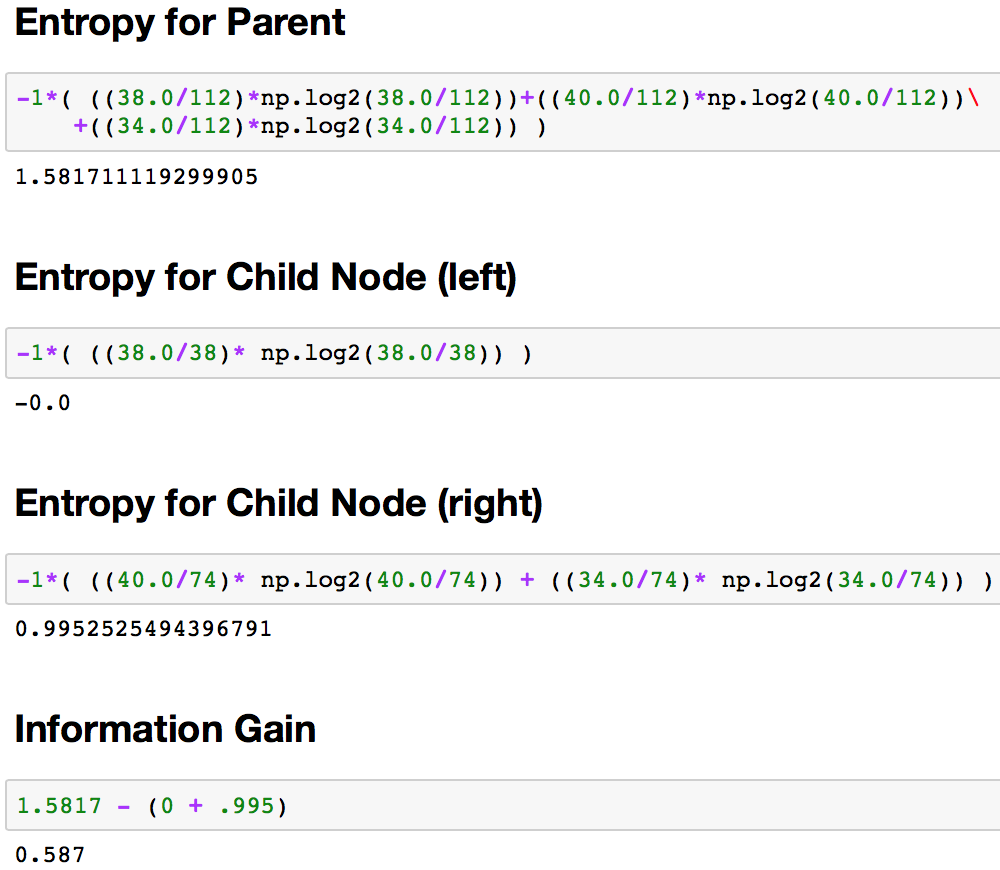 Entropy for Parent
-1*( ((38.0/112)*np.log2(38.0/112))+((40.0/112)*np.log2(40.0/112))\
+((34.0/112)*np.log2(34.0/112)) )
1.581711119299905
Entropy for Child Node (left)
-1*( ((38.0/38)* np.log2(38.0/38)) )
-0.0
Entropy for Child Node (right)
-1*( ((40.0/74)* np.log2(40.0/74)) + ((34.0/74)* np.log2(34.0/74)) )
0.9952525494396791
Information Gain
1.5817 - (0 + .995)
0.587